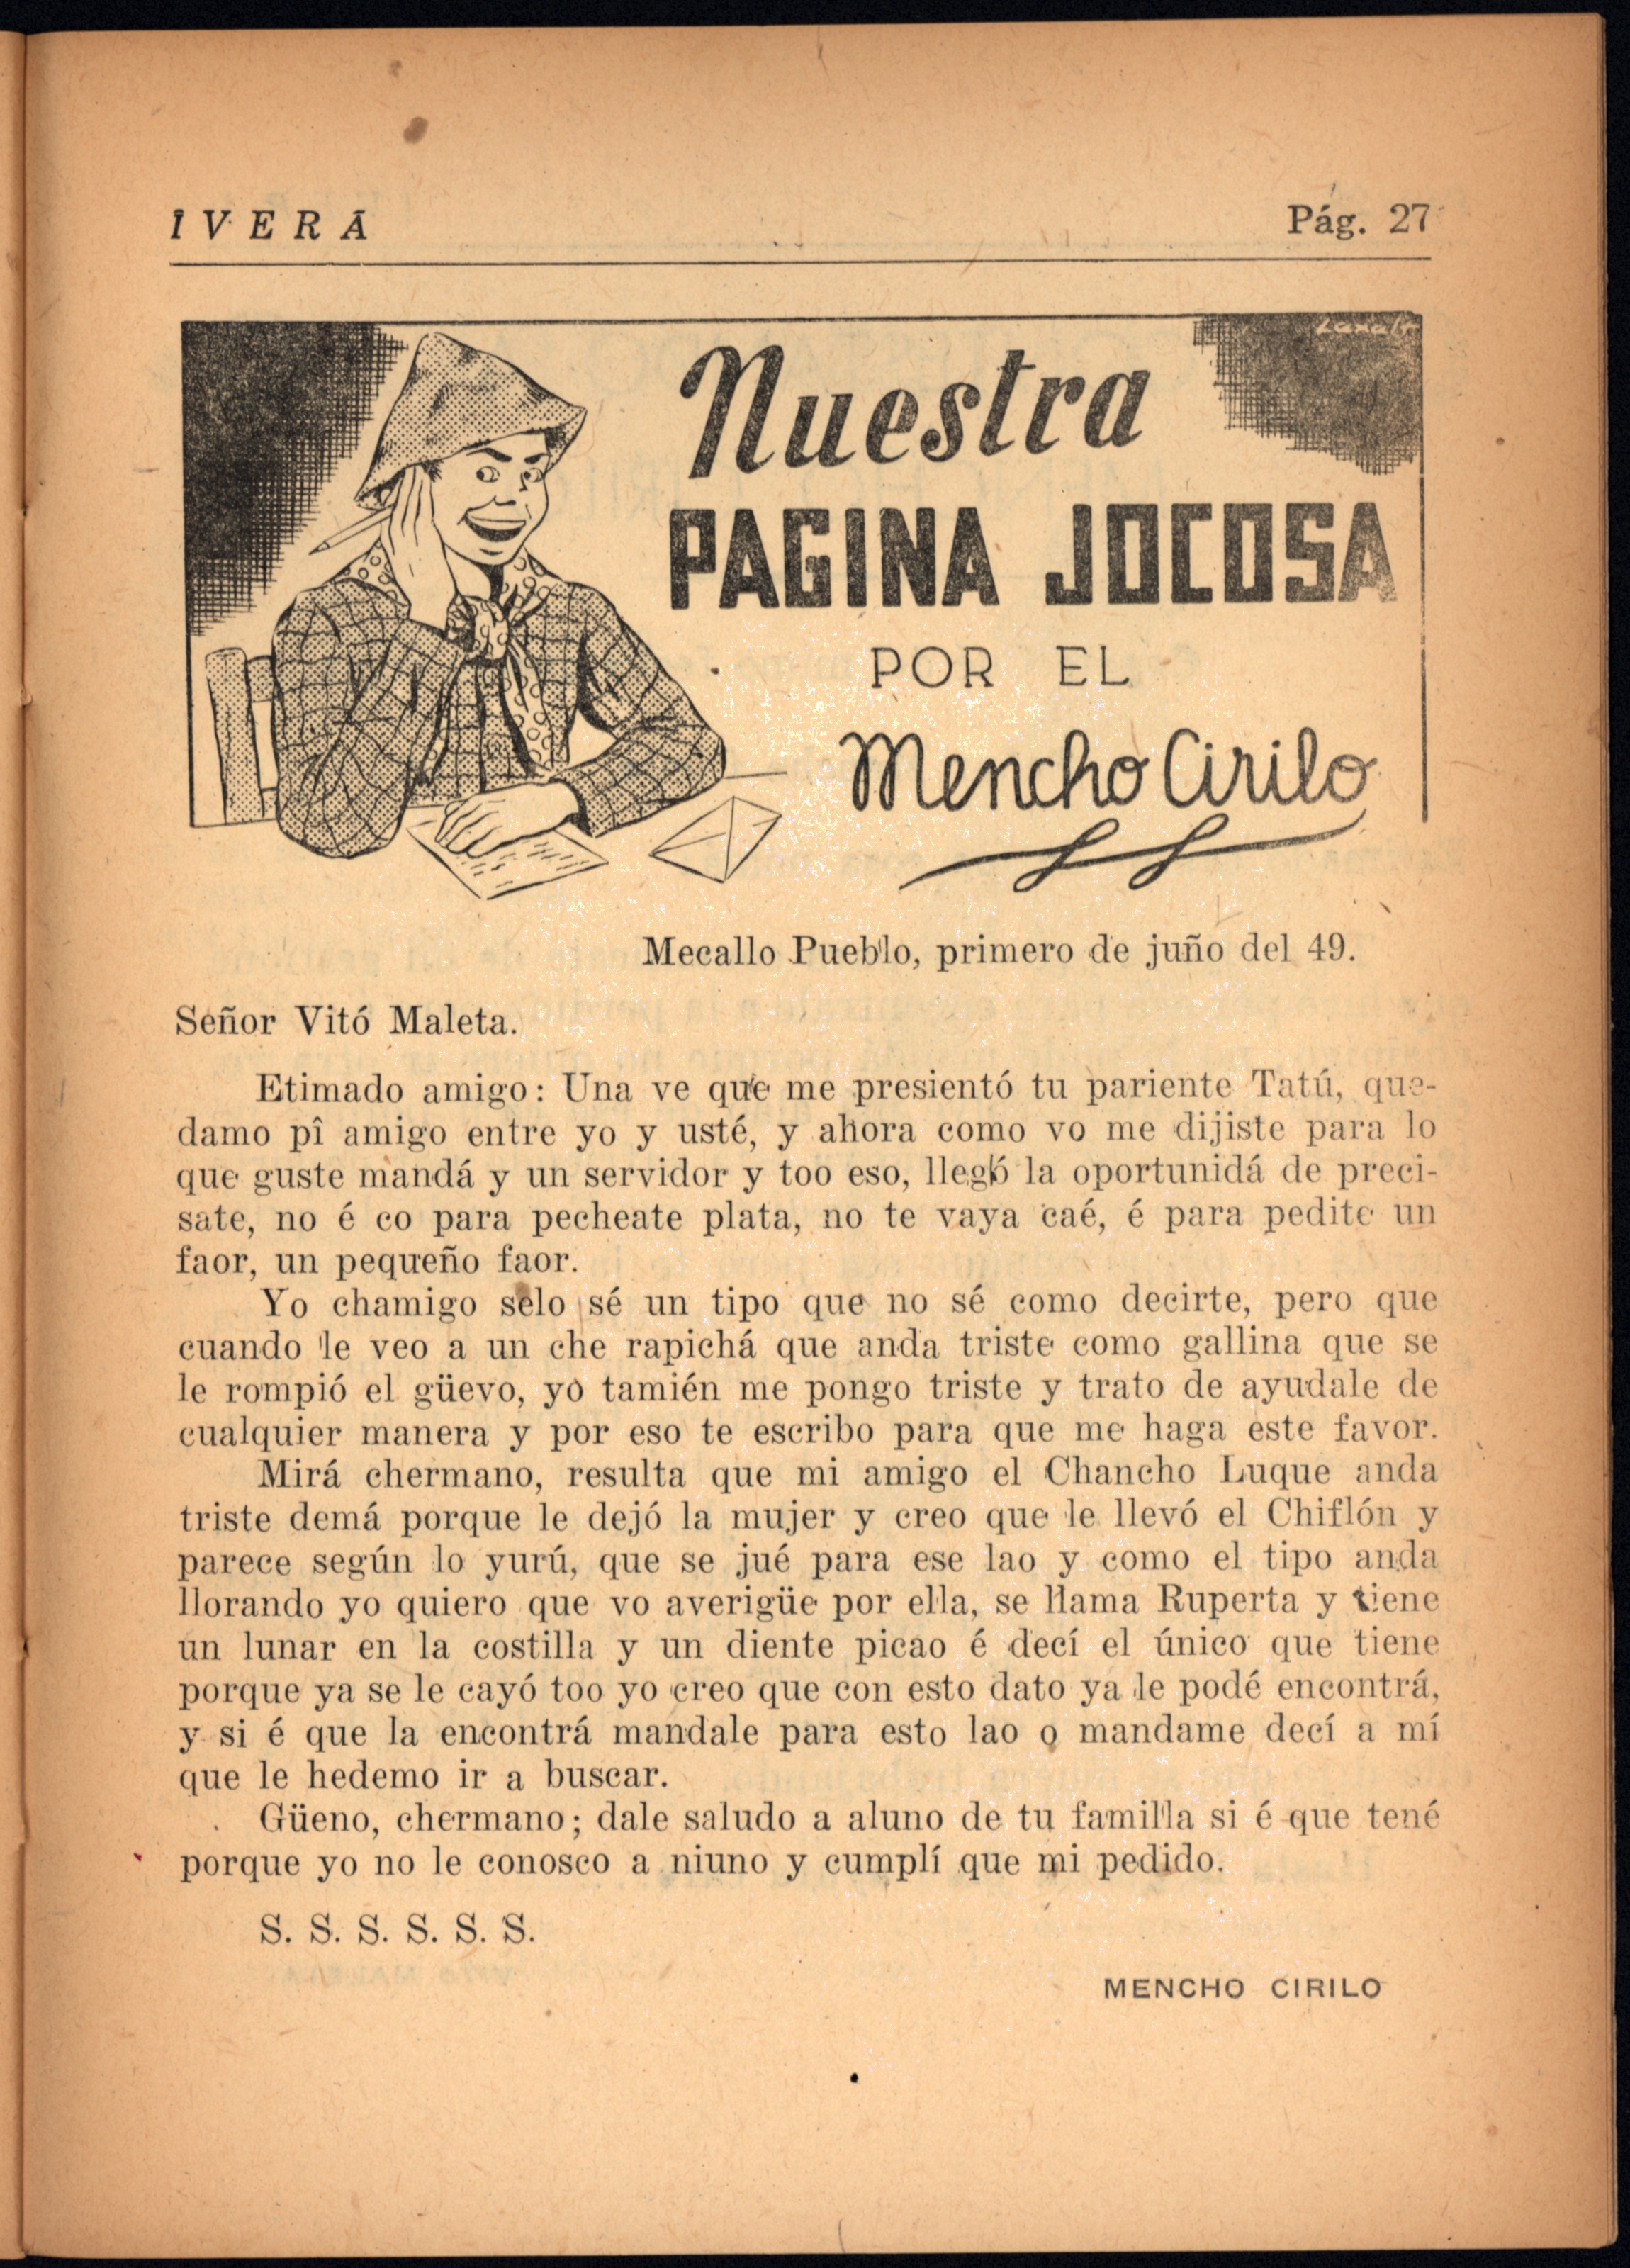 IVERÁ
Pág. 27
Nuestra
PAGINA JOCOSA
POR EL
Mencho Cirilo
Mecallo Pueblo, primero de juño del 49.
Señor Vitó Maleta.
Etimado amigo: Una ve que me presientó tu pariente Tatú, que-
damo pî amigo entre yo y usté, y ahora como vo me dijiste para lo
que guste mandá y un servidor y too eso, llegó la oportunidá de preci-
sate, no é co para pecheate plata, no te vaya caé, é para pedite un
faor, un pequeño faor.
Yo chamigo selo sé un tipo que no sé como decirte, pero que
cuando le veo a un che rapichá que anda triste como gallina que se
le rompió el güevo, yo tamién me pongo triste y trato de ayudale de
cualquier manera y por eso te escribo para que me haga este favor.
Mirá chermano, resulta que mi amigo el Chancho Luque anda
triste demá porque le dejó la mujer y creo que le llevó el Chiflón y
parece según lo yurú, que se jué para ese lao y como el tipo anda
llorando yo quiero que vo averigüe por ella, se llama Ruperta y tiene
un lunar en la costilla y un diente picao é decí el único que tiene
porque ya se le cayó too yo creo que con esto dato ya le podé encontrá,
y si é que la encontrá mandale para esto lao o mandame decí a mí
que le hedemo ir a buscar.
Güeno, chermano; dale saludo a aluno de tu familla si é que tené
porque yo no le conosco a niuno y cumplí que mi pedido.
S. S. S. S. S. S.
MENCHO CIRILO